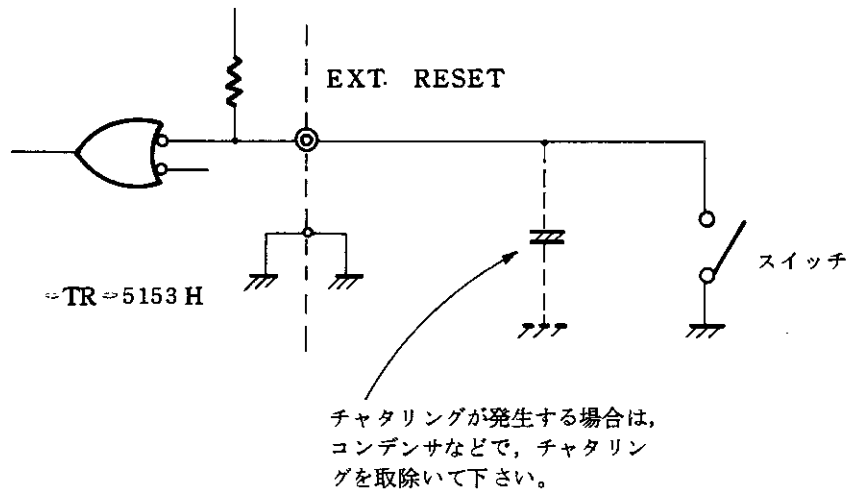 EXT. RESET
スイッチ
TR-5153H
チャタリングが発生する場合は,
コンデンサなどで, チャタリン
グを取除いて下さい。